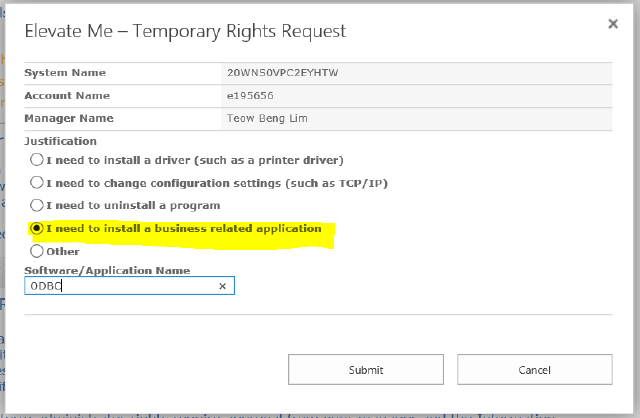 Elevate Me – Temporary Rights Request
×
System Name 20WNS0VPC2EYHTW
Account Name e195656
Manager Name Teow Beng Lim
Justification
I need to install a driver (such as a printer driver)
I need to change configuration settings (such as TCP/IP)
I need to uninstall a program
I need to install a business related application
Other
Software/Application Name
ODBC ×
Submit Cancel